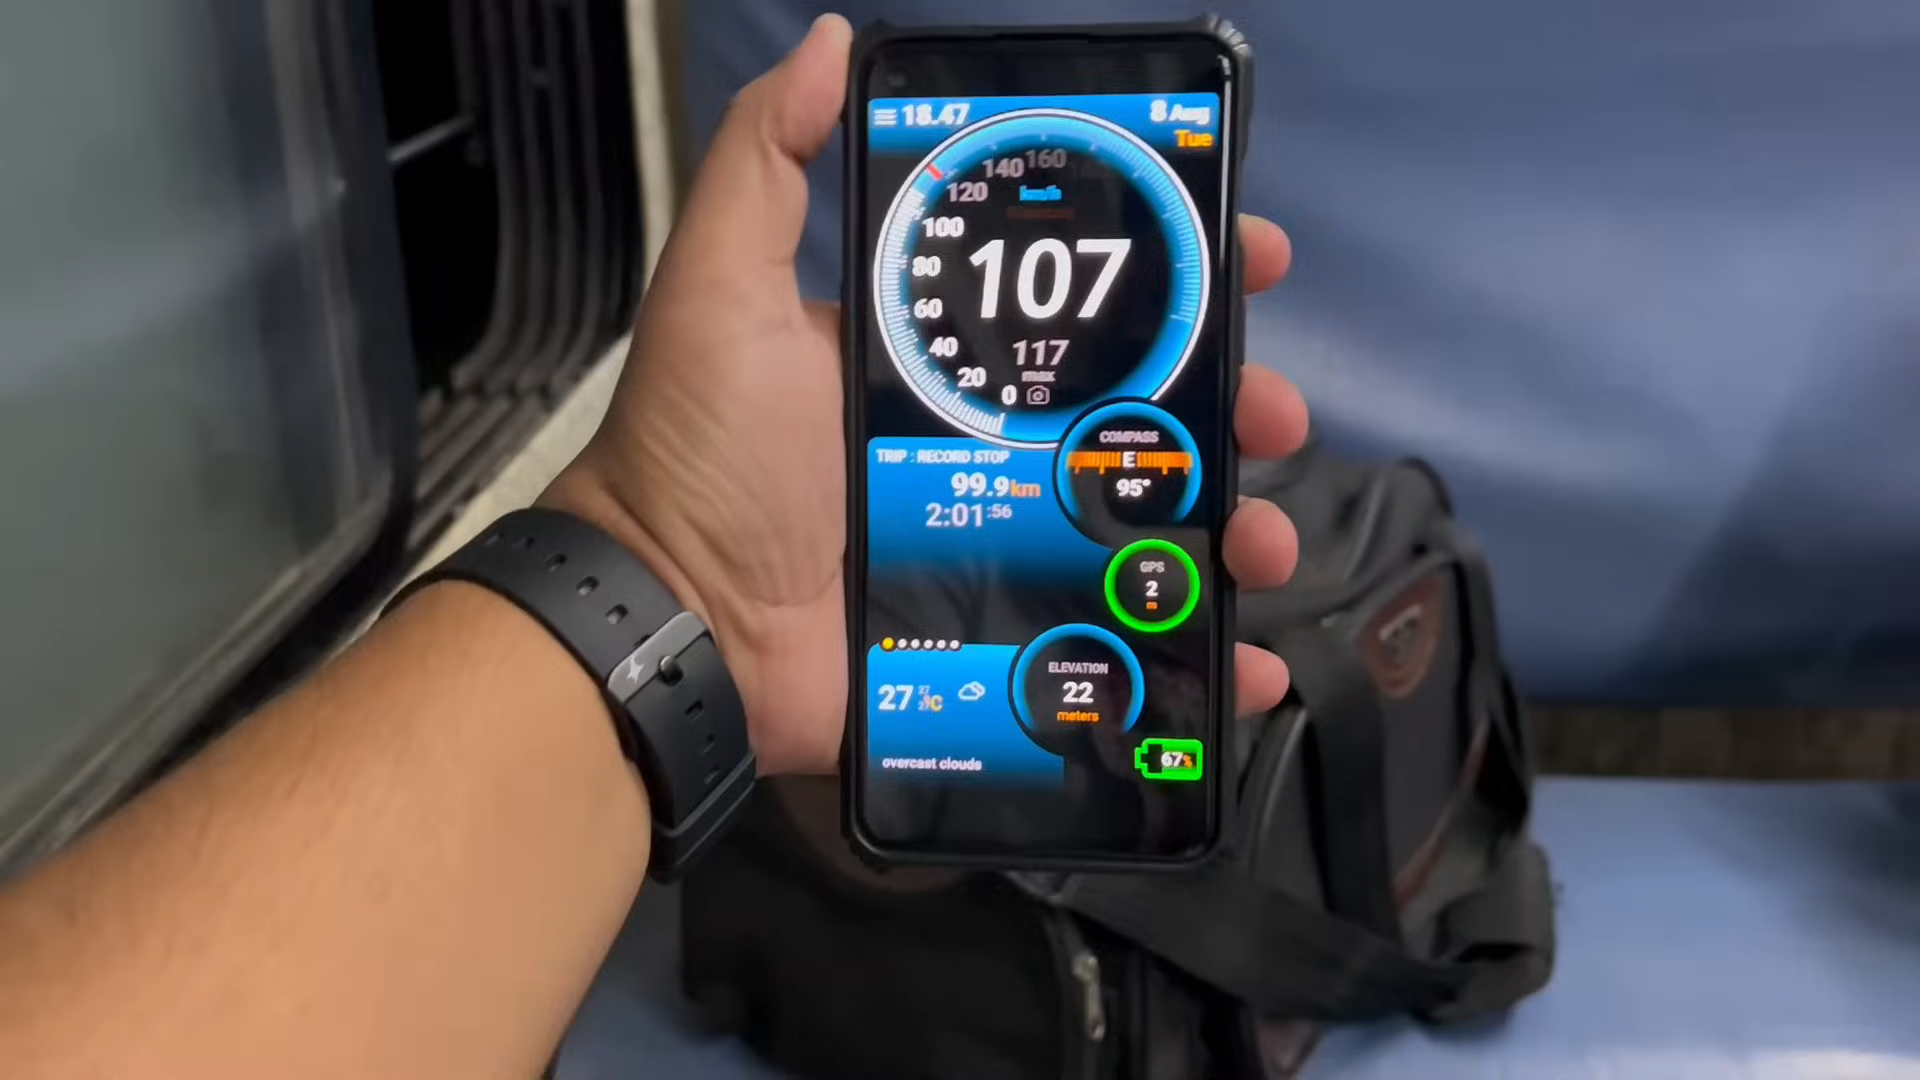 18.47
8 Aug
Tue
160
140
120
km/h
100
107
80
60
117
40
max
20
0
COMPASS
TRIP : RECORD STOP
E
99.9km
95°
2:01:56
GPS
2
m
ELEVATION
27 °C
22
meters
67%
overcast clouds